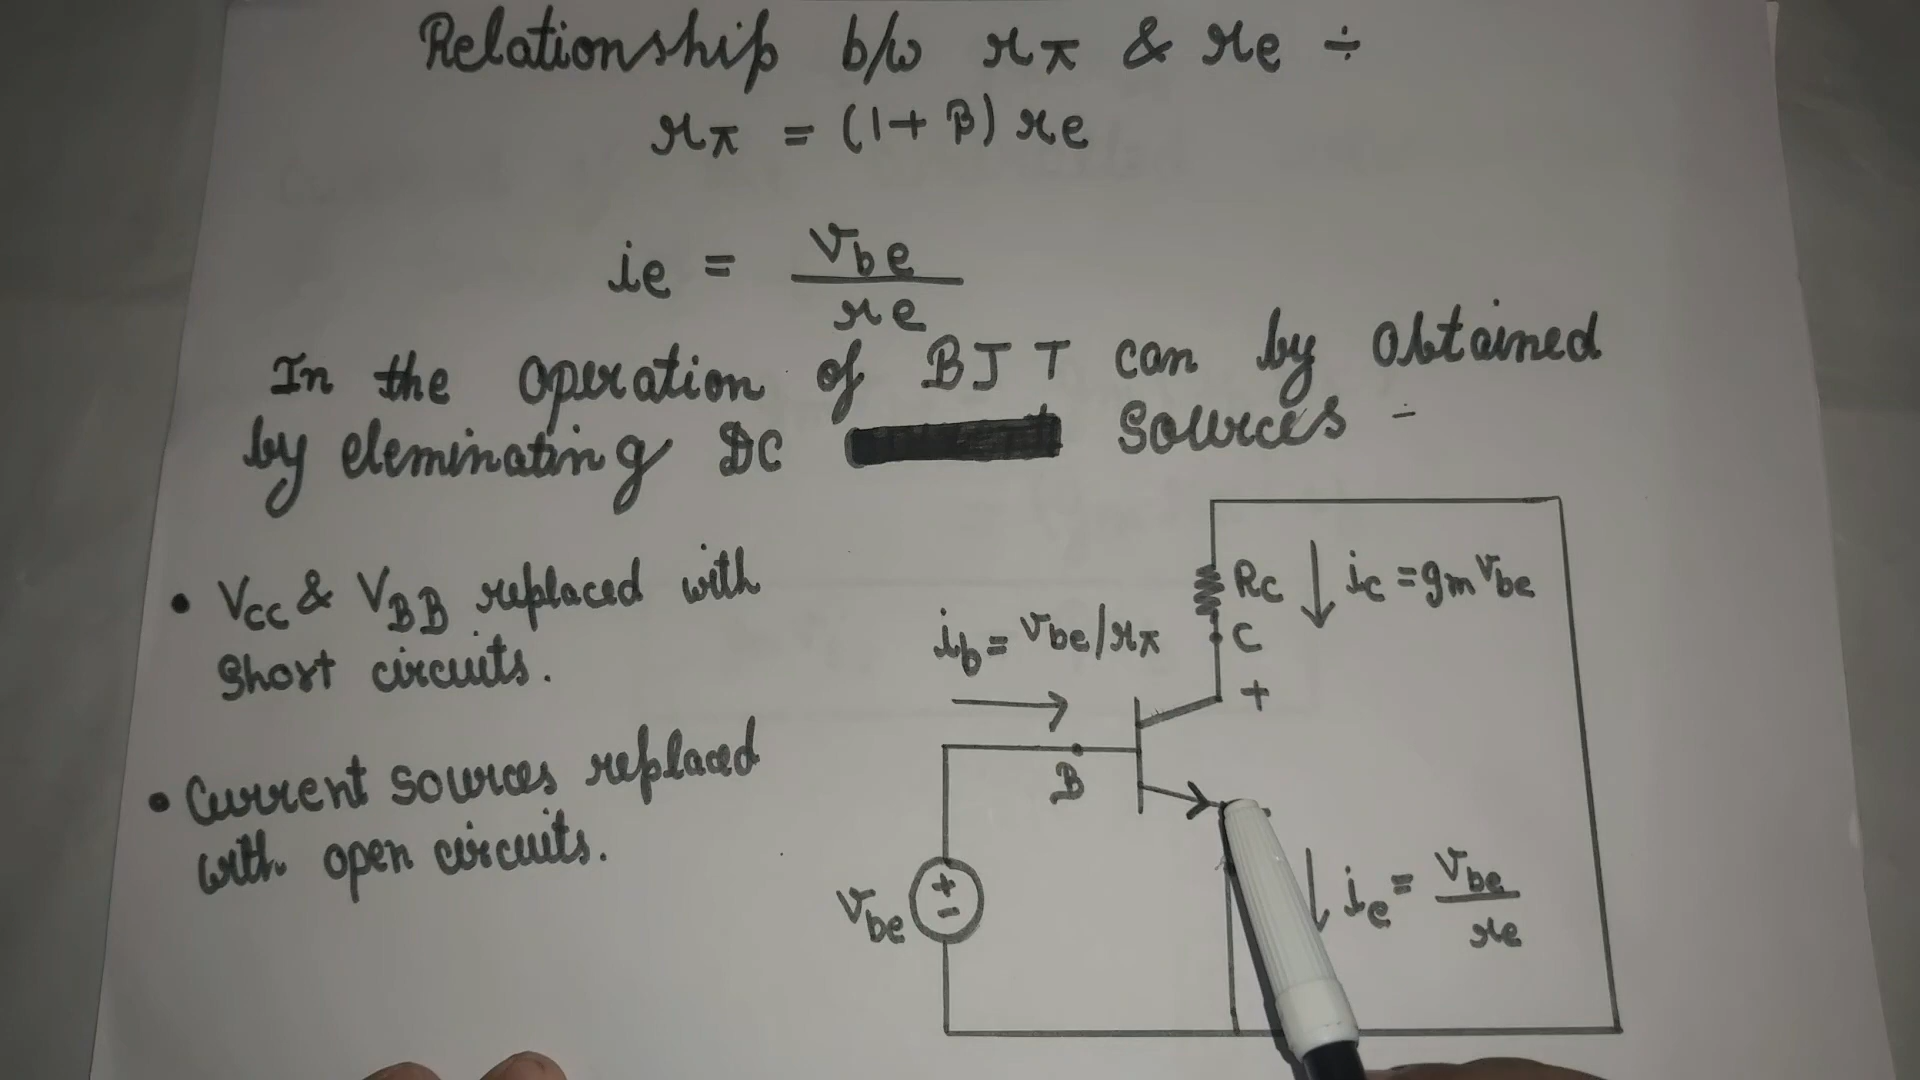 Relationship b/w rπ & re ÷
rπ = (1+ β) re
ie = Vbe
re
In the operation of BJT can by obtained
by eleminating DC sources -
• VCC & VBB replaced with
Short circuits.
• Current sources replaced
with open circuits.
RC ↓ ic = gm Vbe
ib = Vbe/rπ
C
+
B
Vbe
+
-
↓ ie = Vbe
re